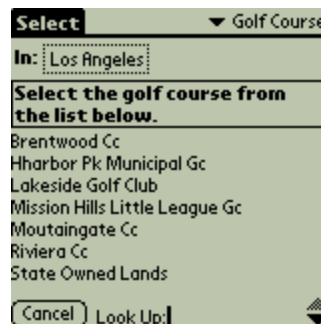 Select Golf Course
In: Los Angeles
Select the golf course from
the list below.
Brentwood Cc
Hharbor Pk Municipal Gc
Lakeside Golf Club
Mission Hills Little League Gc
Moutaingate Cc
Riviera Cc
State Owned Lands
Cancel Look Up: